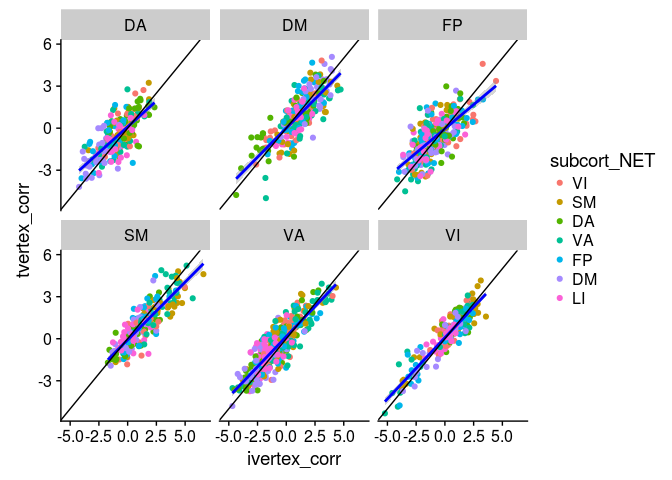 DA DM FP
6
3
0
-3
subcort_NET
VI
SM
DA
VA
FP
DM
LI
tvertex_corr
SM VA VI
6
3
0
-3
-5.0 -2.5 0.0 2.5 5.0 -5.0 -2.5 0.0 2.5 5.0 -5.0 -2.5 0.0 2.5 5.0
ivertex_corr